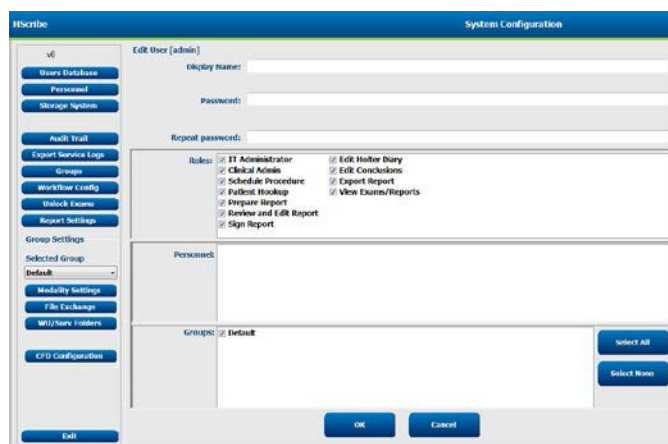 HScribe
System Configuration
v6
Users Database
Personnel
Storage System
Audit Trail
Export Service Logs
Groups
Workflow Config
Unlock Exams
Report Settings
Group Settings
Selected Group
Default
Modality Settings
File Exchange
WU/Serv Folders
CFD Configuration
Exit
Edit User [admin]
Display Name:
Password:
Repeat password:
Roles:
IT Administrator
Clinical Admin
Schedule Procedure
Patient Hookup
Prepare Report
Review and Edit Report
Sign Report
Edit Holter Diary
Edit Conclusions
Export Report
View Exams/Reports
Personnel:
Groups:
Default
Select All
Select None
OK
Cancel